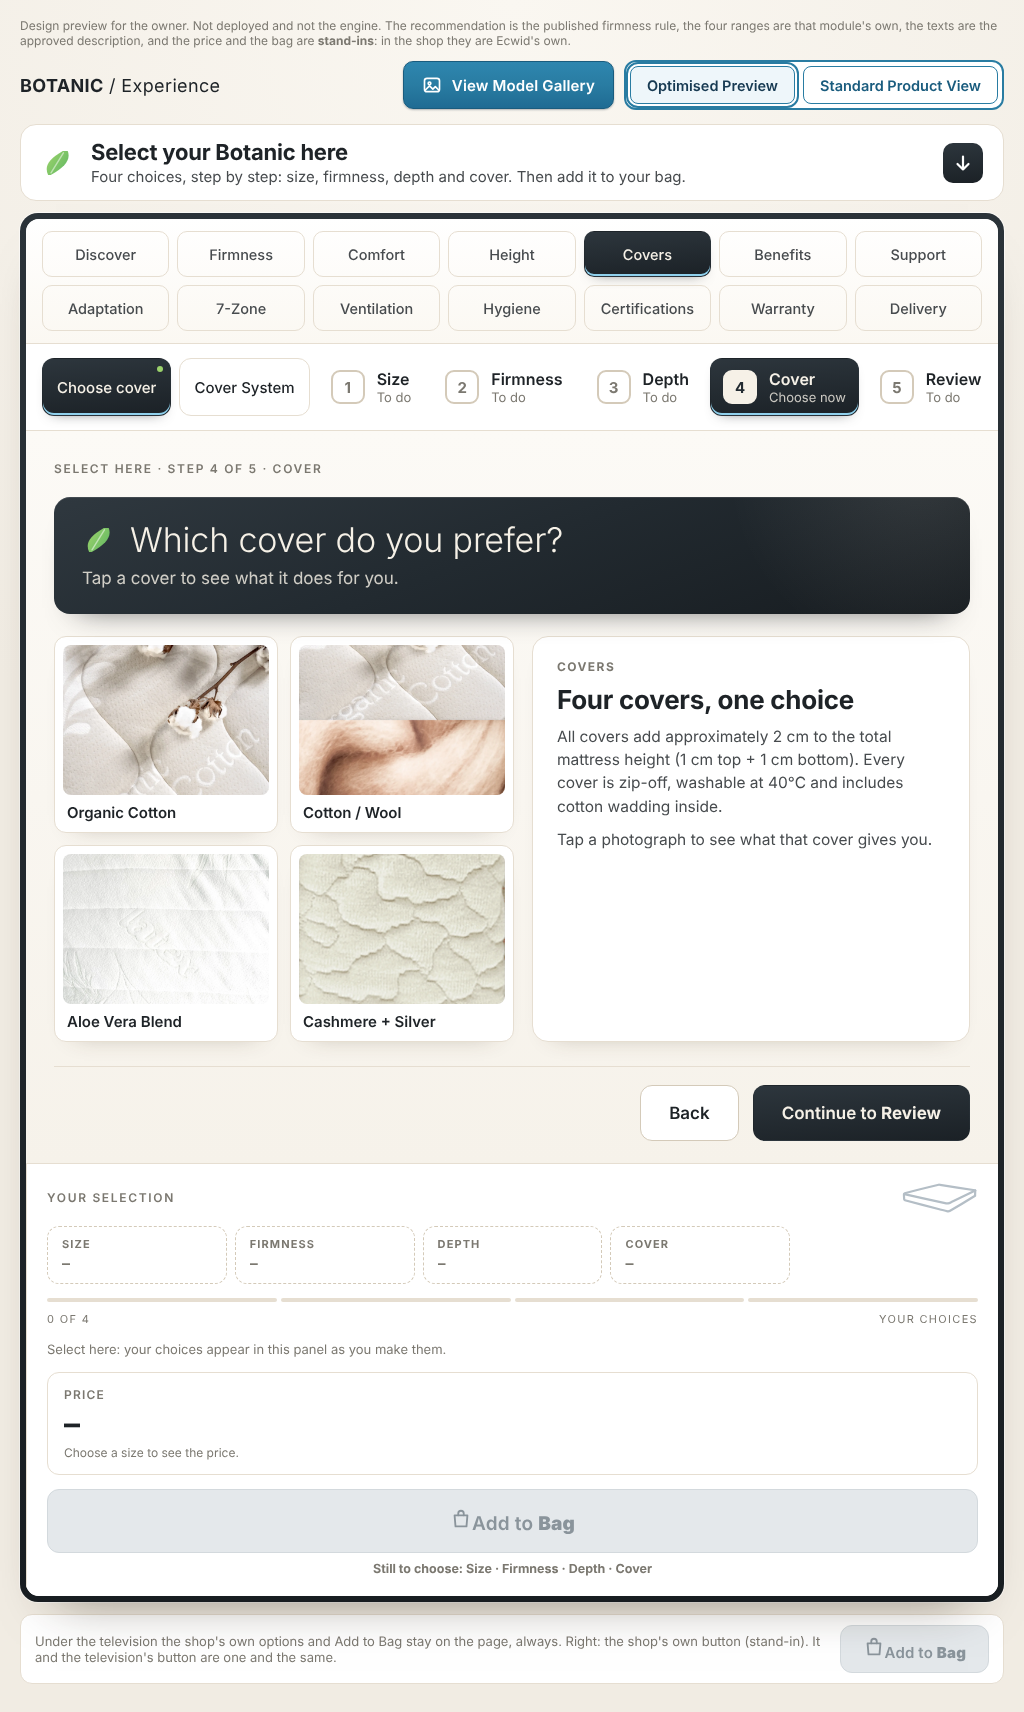 Design preview for the owner. Not deployed and not the engine. The recommendation is the published firmness rule, the four ranges are that module's own, the texts are the
approved description, and the price and the bag are stand-ins: in the shop they are Ecwid's own.
BOTANIC / Experience
View Model Gallery
Optimised Preview
Standard Product View
Select your Botanic here
Four choices, step by step: size, firmness, depth and cover. Then add it to your bag.
Discover
Firmness
Comfort
Height
Covers
Benefits
Support
Adaptation
7-Zone
Ventilation
Hygiene
Certifications
Warranty
Delivery
Choose cover
Cover System
1
Size
To do
2
Firmness
To do
3
Depth
To do
4
Cover
Choose now
5
Review
To do
SELECT HERE · STEP 4 OF 5 · COVER
Which cover do you prefer?
Tap a cover to see what it does for you.
Cotton
Organic Cotton
Cotton
Cotton / Wool
Aloe Vera Blend
Cashmere + Silver
COVERS
Four covers, one choice
All covers add approximately 2 cm to the total
mattress height (1 cm top + 1 cm bottom). Every
cover is zip-off, washable at 40°C and includes
cotton wadding inside.
Tap a photograph to see what that cover gives you.
Back
Continue to Review
YOUR SELECTION
SIZE
–
FIRMNESS
–
DEPTH
–
COVER
–
0 OF 4
YOUR CHOICES
Select here: your choices appear in this panel as you make them.
PRICE
–
Choose a size to see the price.
Add to Bag
Still to choose: Size · Firmness · Depth · Cover
Under the television the shop's own options and Add to Bag stay on the page, always. Right: the shop's own button (stand-in). It
and the television's button are one and the same.
Add to Bag